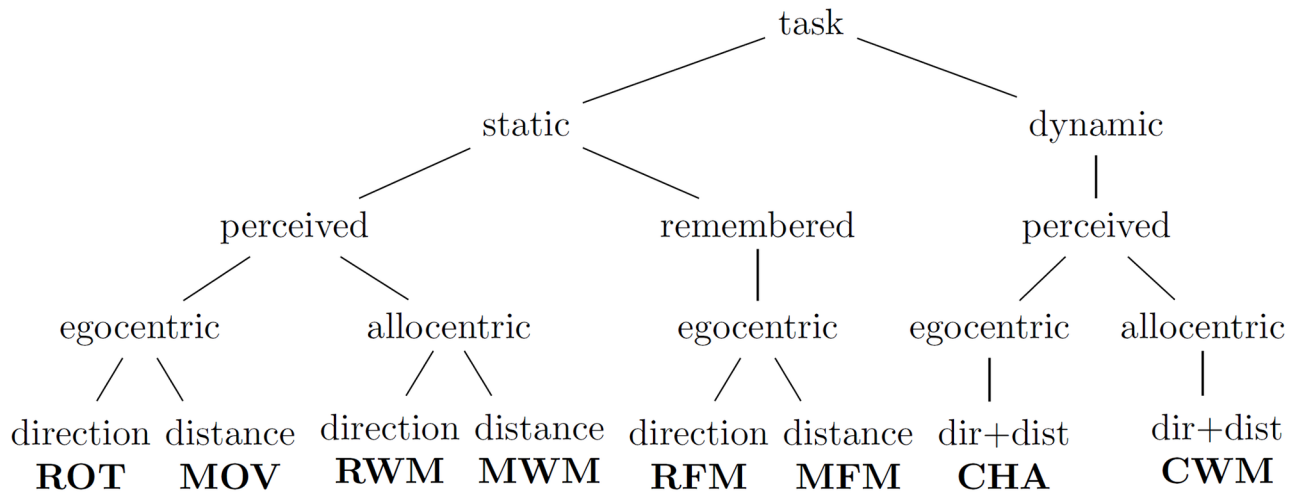 task
static dynamic
perceived remembered perceived
egocentric allocentric egocentric egocentric allocentric
direction distance direction distance direction distance dir+dist dir+dist
ROT MOV RWM MWM RFM MFM CHA CWM